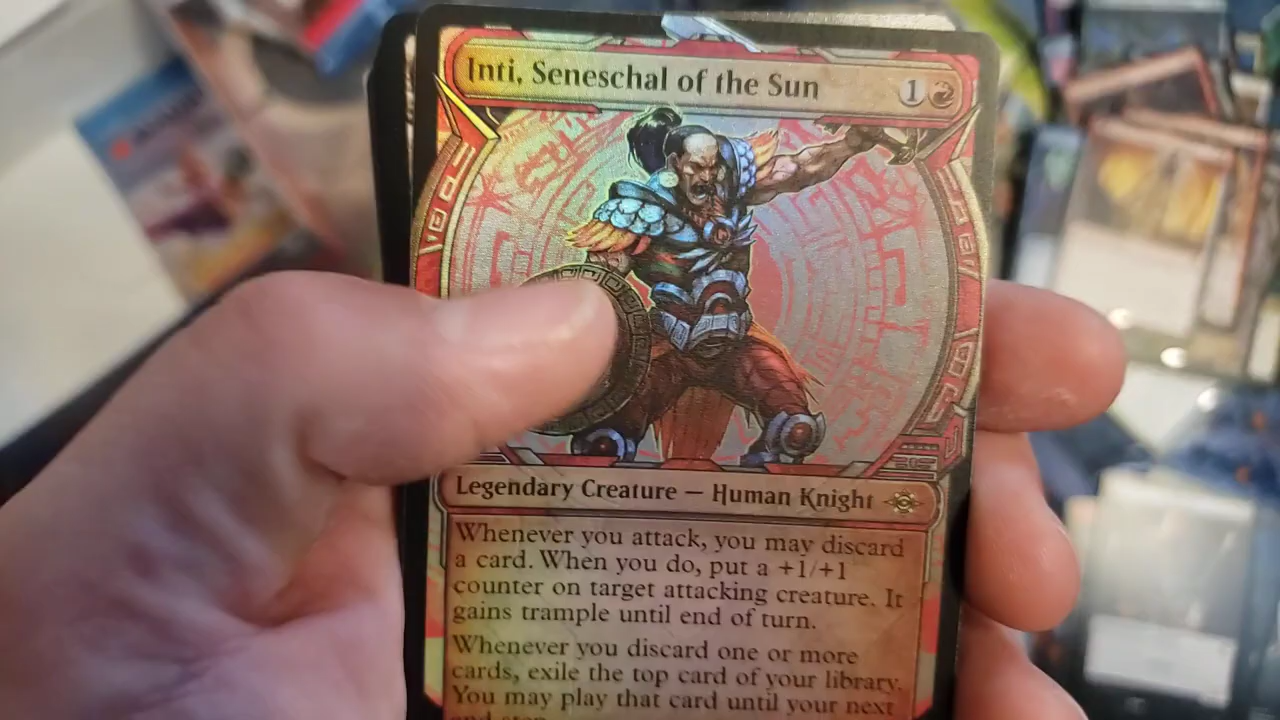 Inti, Seneschal of the Sun 1
Legendary Creature — Human Knight
Whenever you attack, you may discard
a card. When you do, put a +1/+1
counter on target attacking creature. It
gains trample until end of turn.
Whenever you discard one or more
cards, exile the top card of your library.
You may play that card until your next
end step.